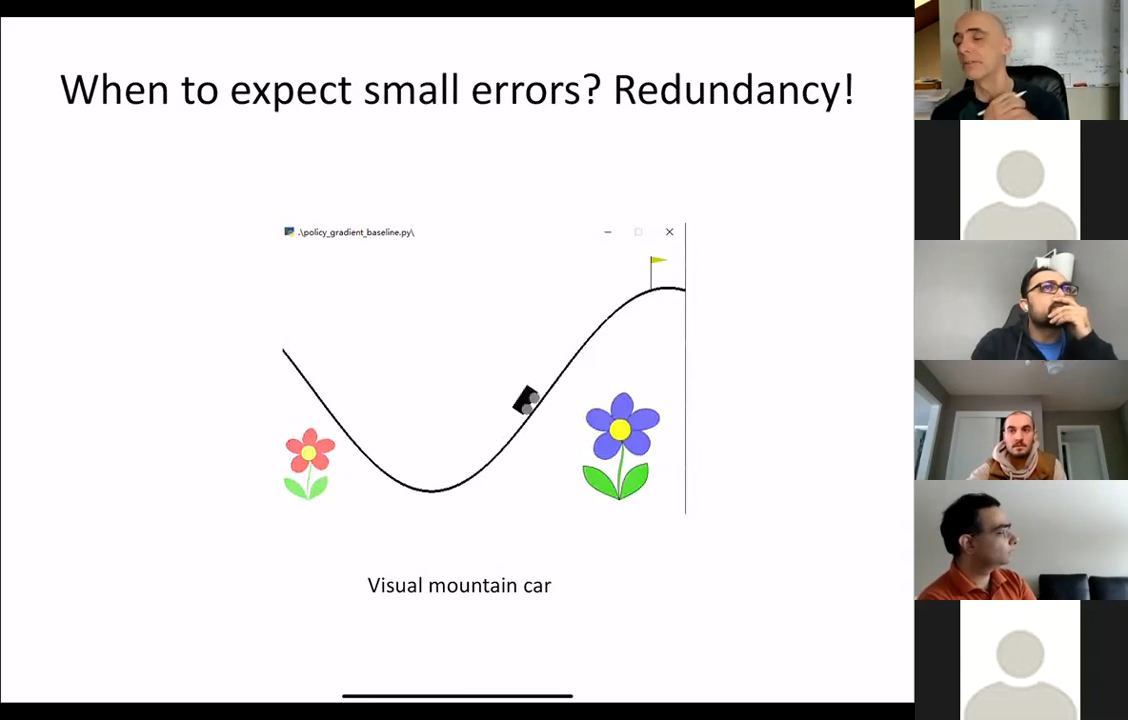 When to expect small errors? Redundancy!
.\policy_gradient_baseline.py\
Visual mountain car